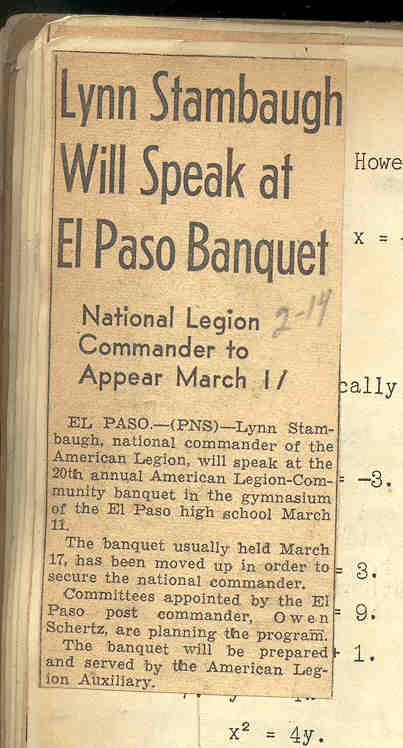 Lynn Stambaugh
Will Speak at
El Paso Banquet
National Legion
Commander to
Appear March 1/
2-14
EL PASO.—(PNS)—Lynn Stam-
baugh, national commander of the
American Legion, will speak at the
20th annual American Legion-Com-
munity banquet in the gymnasium
of the El Paso high school March
11.
The banquet usually held March
17, has been moved up in order to
secure the national commander.
Committees appointed by the El
Paso post commander, Owen
Schertz, are planning the program.
The banquet will be prepared
and served by the American Leg-
ion Auxiliary.
Howe
x =
cally
= -3.
= 3.
= 9.
1.
x² = 4y.